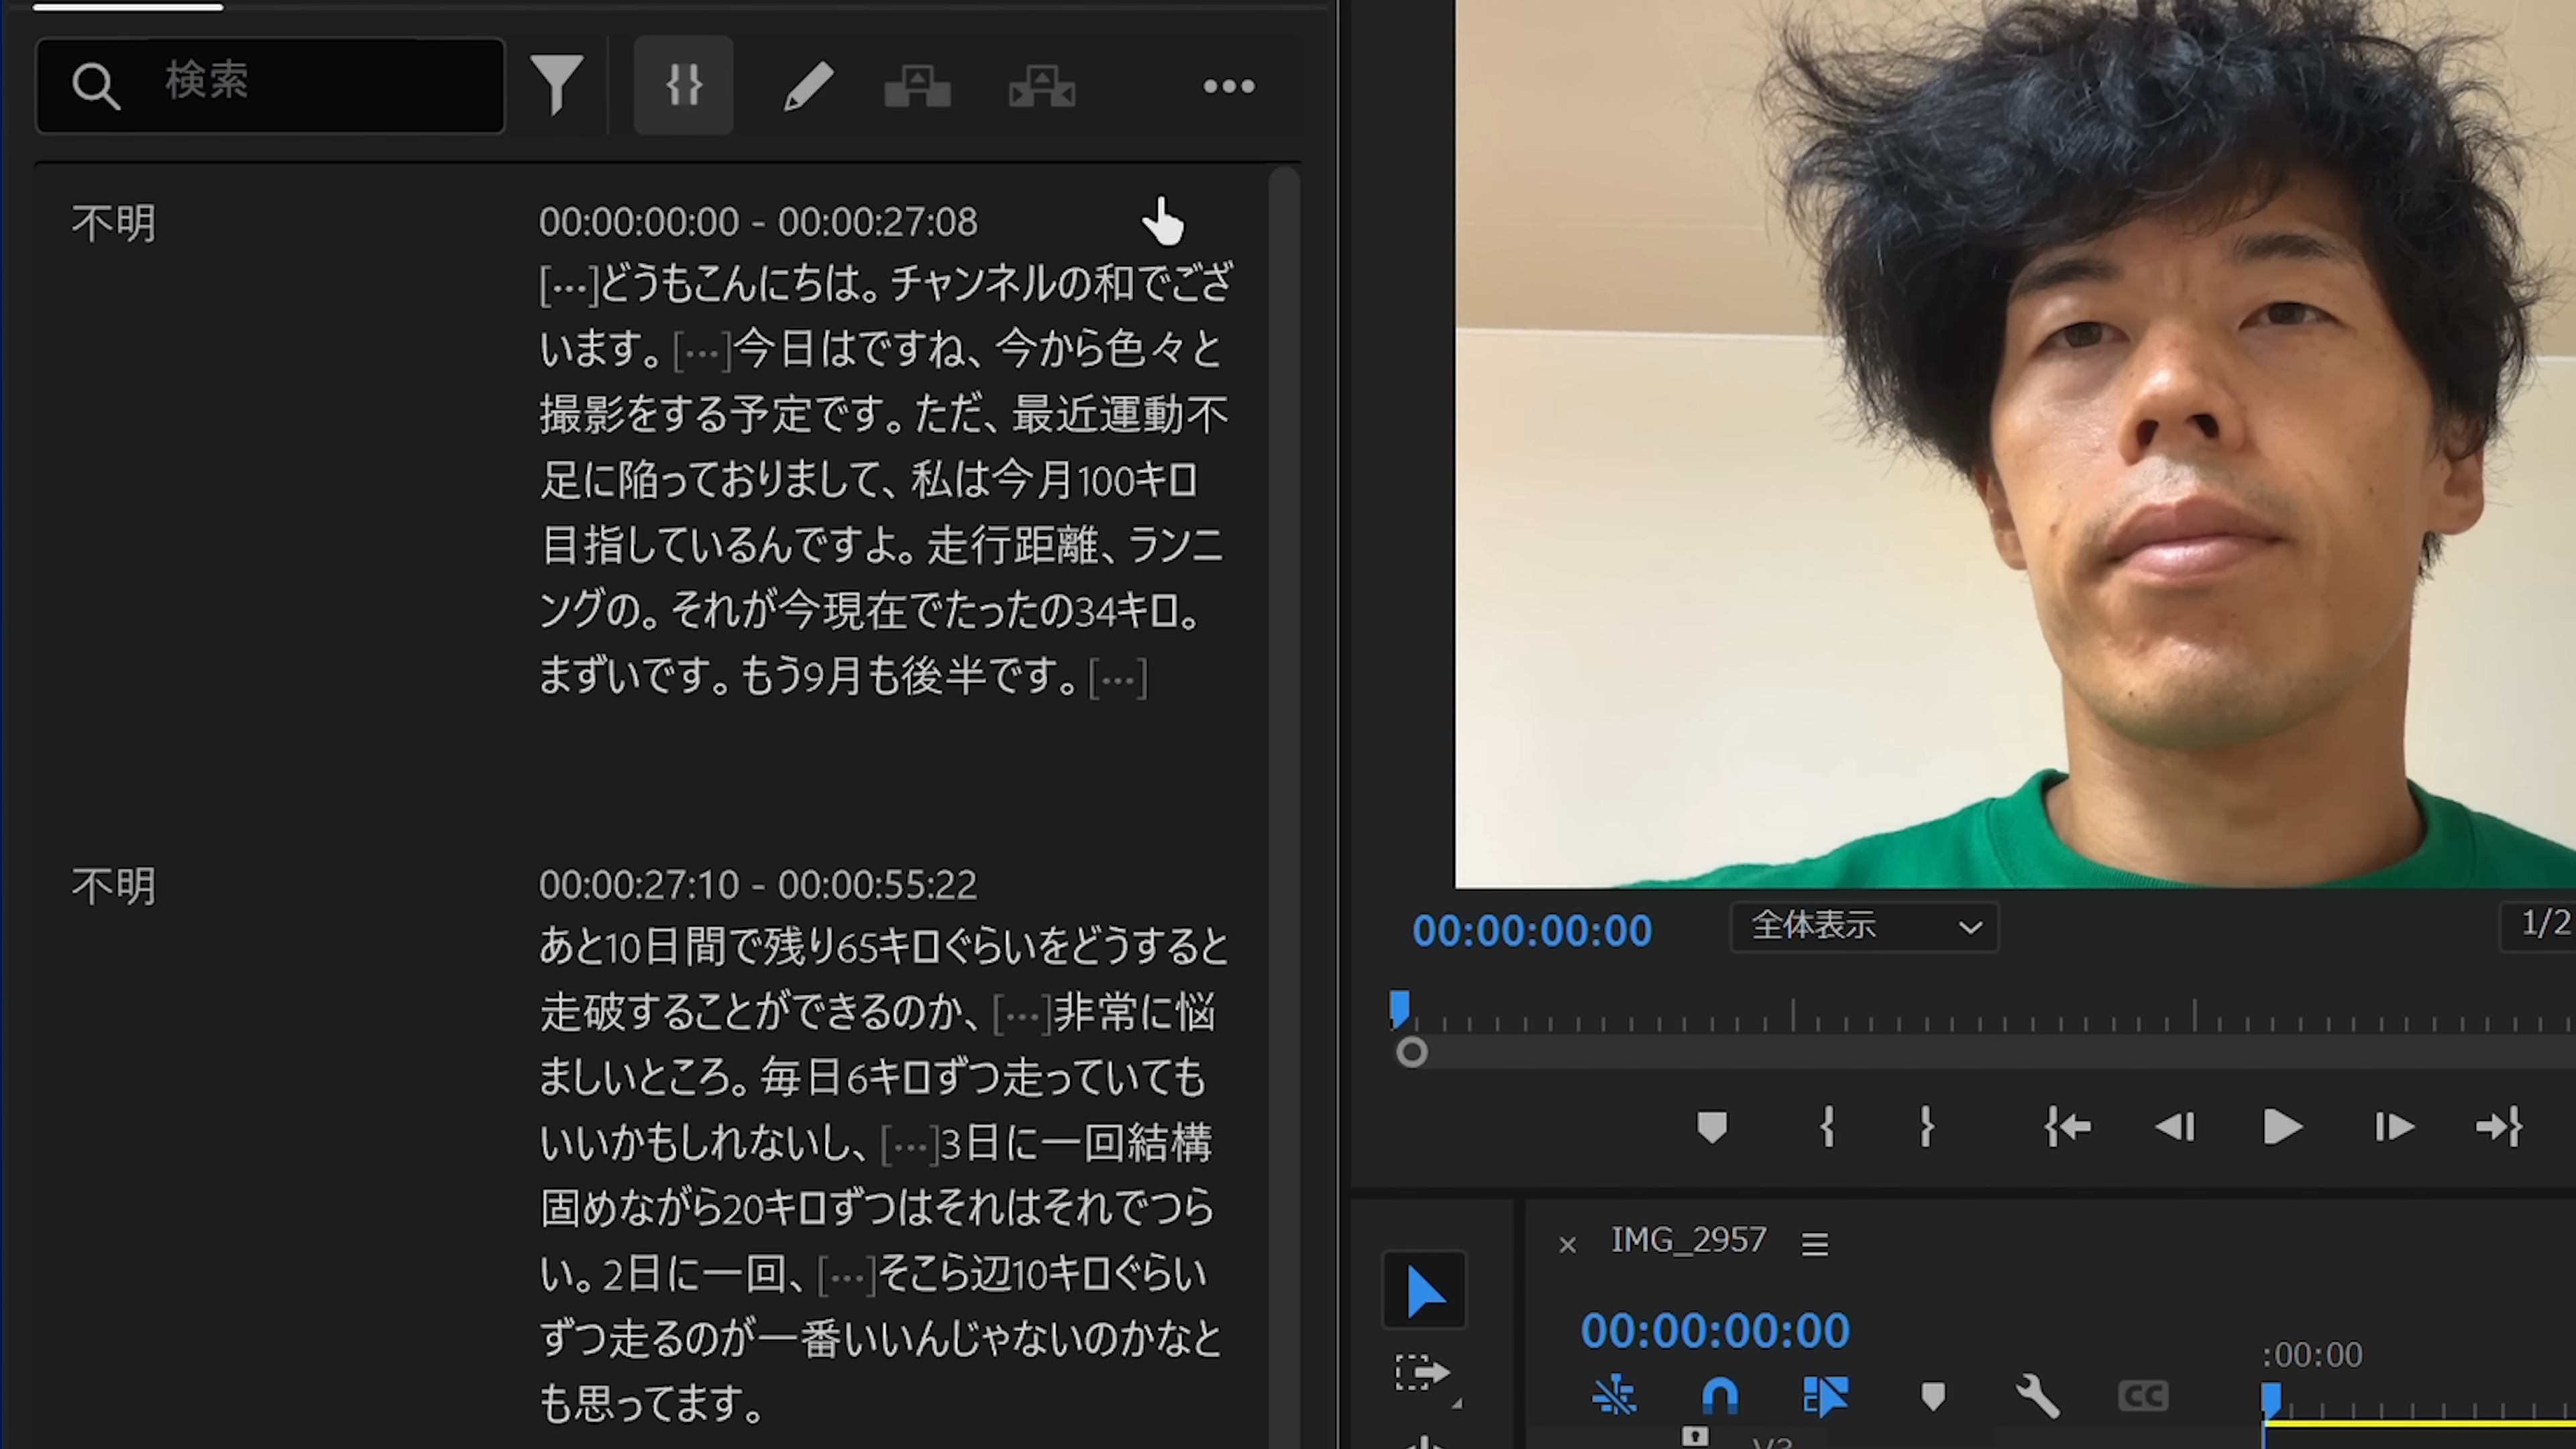 検索
不明
00:00:00:00 - 00:00:27:08
[…]どうもこんにちは。チャンネルの和でござ
います。[…]今日はですね、今から色々と
撮影をする予定です。ただ、最近運動不
足に陥っておりまして、私は今月100キロ
目指しているんですよ。走行距離、ランニ
ングの。それが今現在でたったの34キロ。
まずいです。もう9月も後半です。[…]
不明
00:00:27:10 - 00:00:55:22
あと10日間で残り65キロぐらいをどうすると
走破することができるのか、[…]非常に悩
ましいところ。毎日6キロずつ走っていても
いいかもしれないし、[…]3日に一回結構
固めながら20キロずつはそれはそれでつら
い。2日に一回、[…]そこら辺10キロぐらい
ずつ走るのが一番いいんじゃないのかなと
も思ってます。
00:00:00:00
全体表示
1/2
IMG_2957
00:00:00:00
:00:00
CC